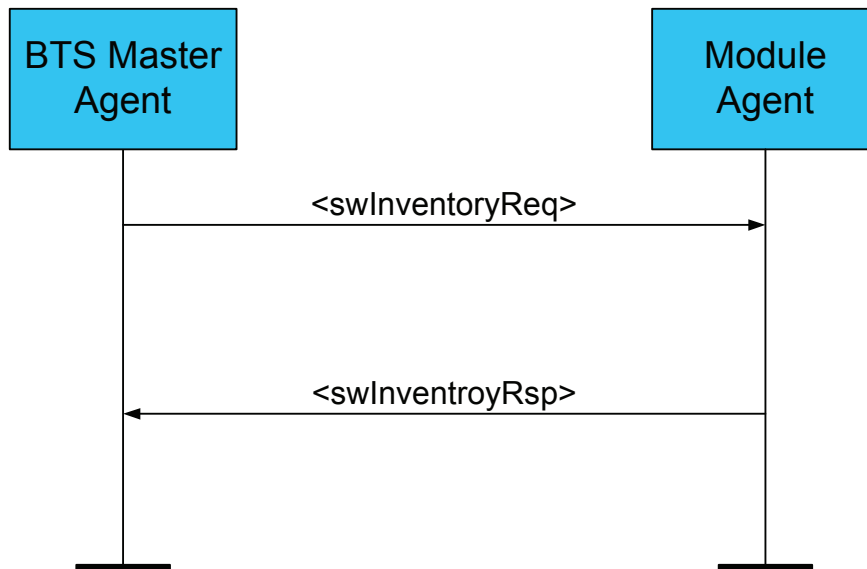 BTS Master
Agent
Module
Agent
<swInventoryReq>
<swInventroyRsp>